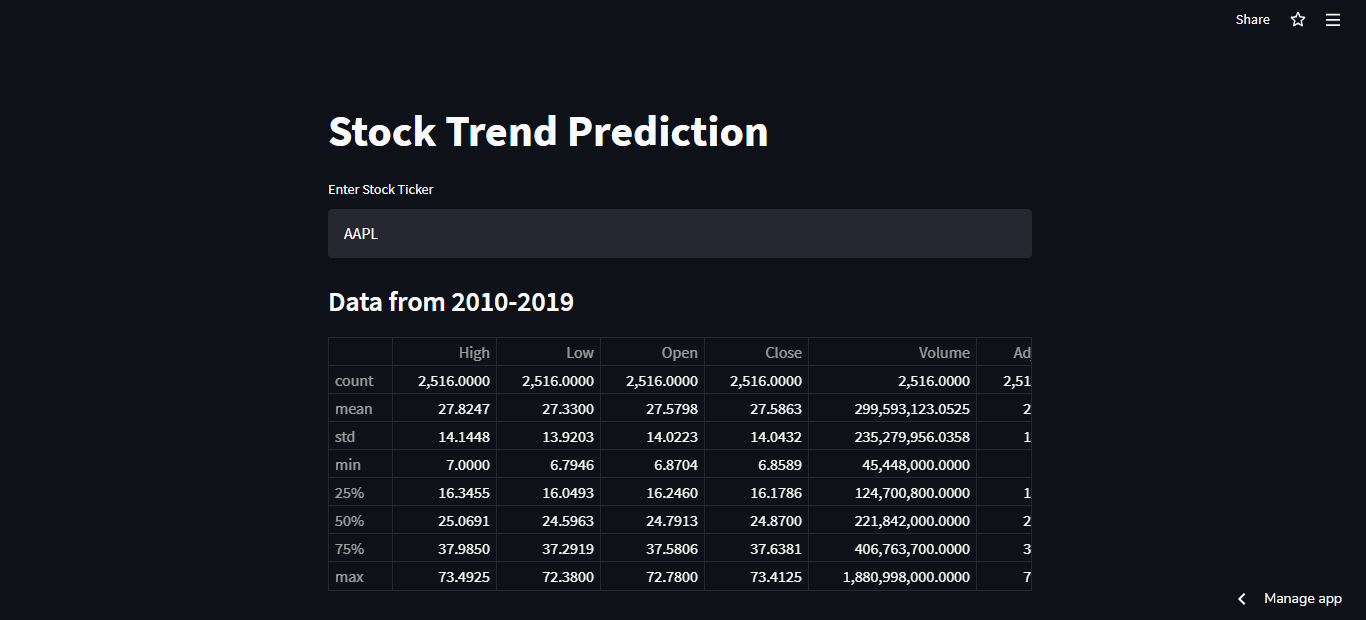 Share
Stock Trend Prediction
Enter Stock Ticker
AAPL
Data from 2010-2019
High Low Open Close Volume Ad
count 2,516.0000 2,516.0000 2,516.0000 2,516.0000 2,516.0000 2,51
mean 27.8247 27.3300 27.5798 27.5863 299,593,123.0525 2
std 14.1448 13.9203 14.0223 14.0432 235,279,956.0358 1
min 7.0000 6.7946 6.8704 6.8589 45,448,000.0000
25% 16.3455 16.0493 16.2460 16.1786 124,700,800.0000 1
50% 25.0691 24.5963 24.7913 24.8700 221,842,000.0000 2
75% 37.9850 37.2919 37.5806 37.6381 406,763,700.0000 3
max 73.4925 72.3800 72.7800 73.4125 1,880,998,000.0000 7
Manage app